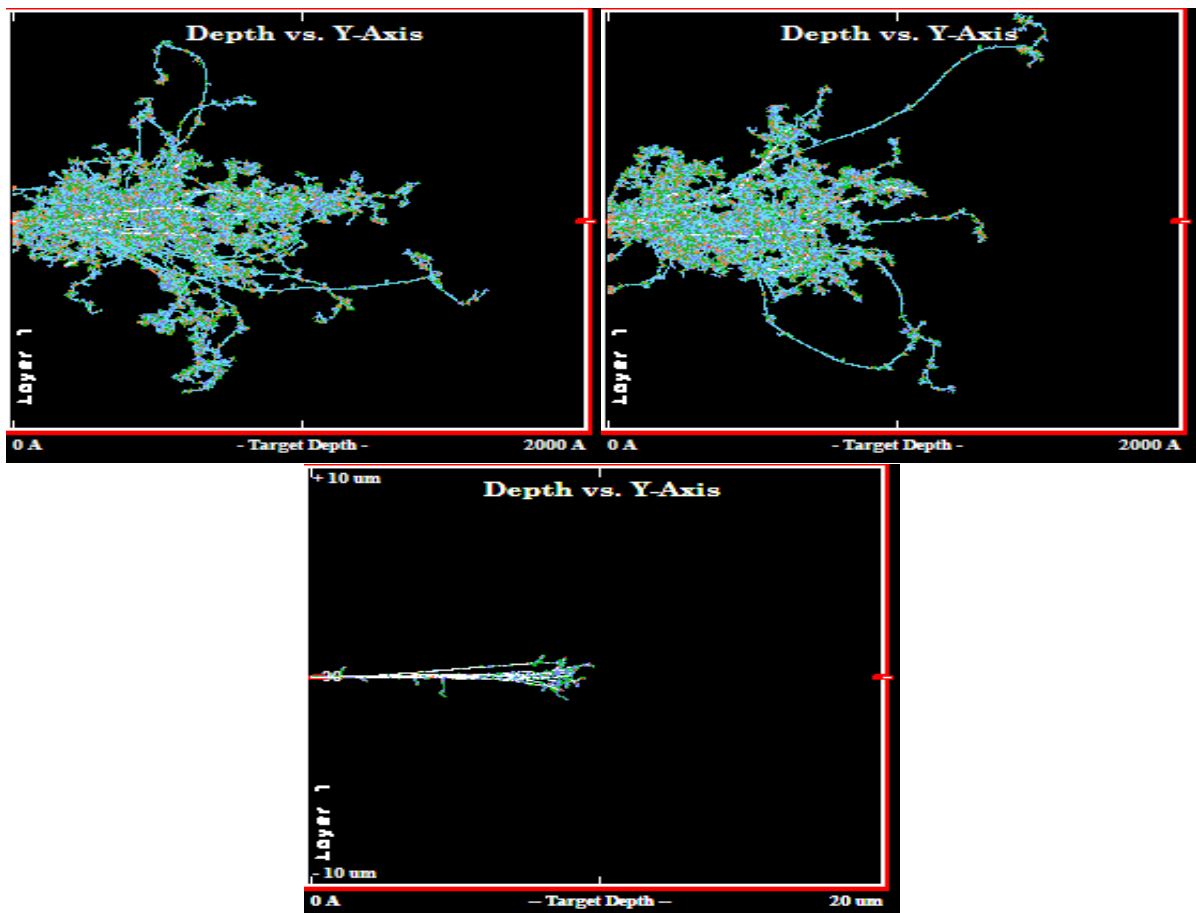 Depth vs. Y-Axis
Layer 1
0 A - Target Depth - 2000 A
Depth vs. Y-Axis
Layer 1
0 A - Target Depth - 2000 A
+ 10 um
Depth vs. Y-Axis
Layer 1
- 10 um
0 A -- Target Depth -- 20 um